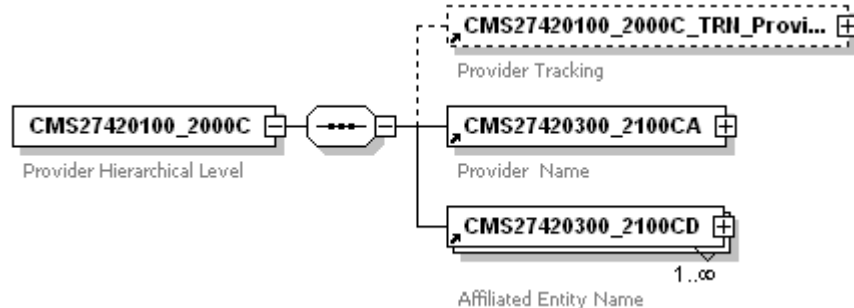 CMS27420100_2000C_TRN_Provi...
Provider Tracking
CMS27420100_2000C
Provider Hierarchical Level
CMS27420300_2100CA
Provider Name
CMS27420300_2100CD
1..∞
Affiliated Entity Name